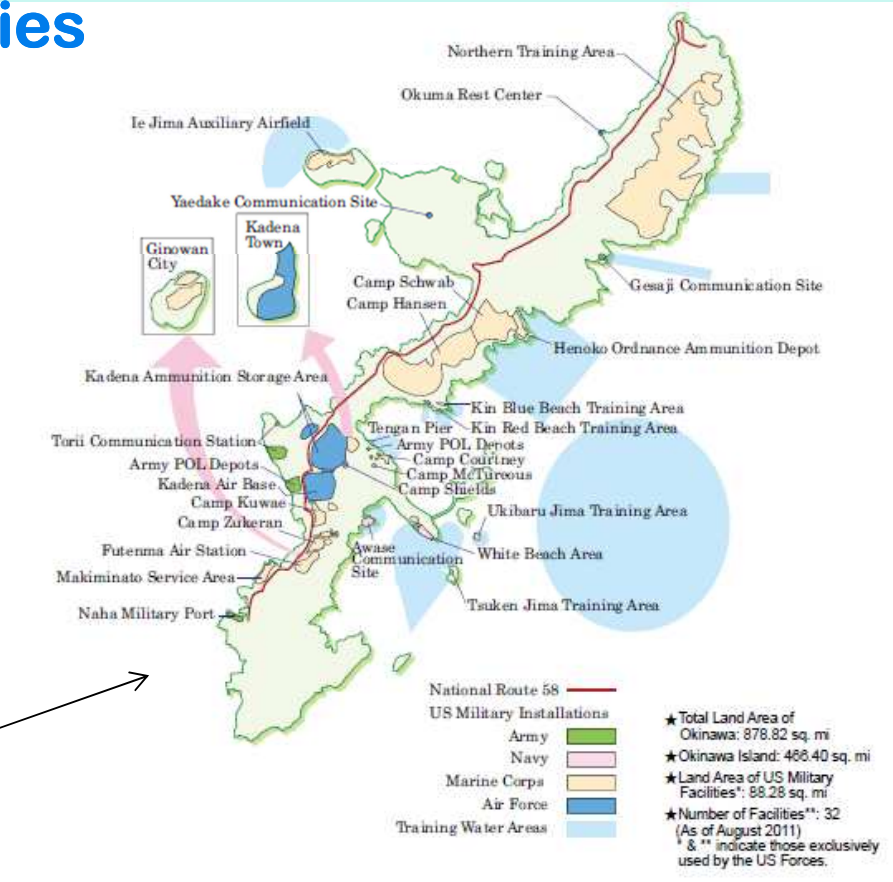 ies
Northern Training Area
Okuma Rest Center
Ie Jima Auxiliary Airfield
Yaedake Communication Site
Kadena
Town
Ginowan
City
Camp Schwab
Camp Hansen
Gesaji Communication Site
Henoko Ordnance Ammunition Depot
Kadena Ammunition Storage Area
Kin Blue Beach Training Area
Kin Red Beach Training Area
Tengan Pier
Army POL Depots
Camp Courtney
Camp McTureous
Camp Shields
Torii Communication Station
Army POL Depots
Kadena Air Base
Camp Kuwae
Camp Zukeran
Futenma Air Station
Makiminato Service Area
Naha Military Port
Awase
Communication
Site
Ukibaru Jima Training Area
White Beach Area
Tsuken Jima Training Area
National Route 58
US Military Installations
Army
Navy
Marine Corps
Air Force
Training Water Areas
★Total Land Area of
Okinawa: 878.82 sq. mi
★Okinawa Island: 466.40 sq. mi
★Land Area of US Military
Facilities*: 88.28 sq. mi
★Number of Facilities**: 32
(As of August 2011)
* & ** indicate those exclusively
used by the US Forces.